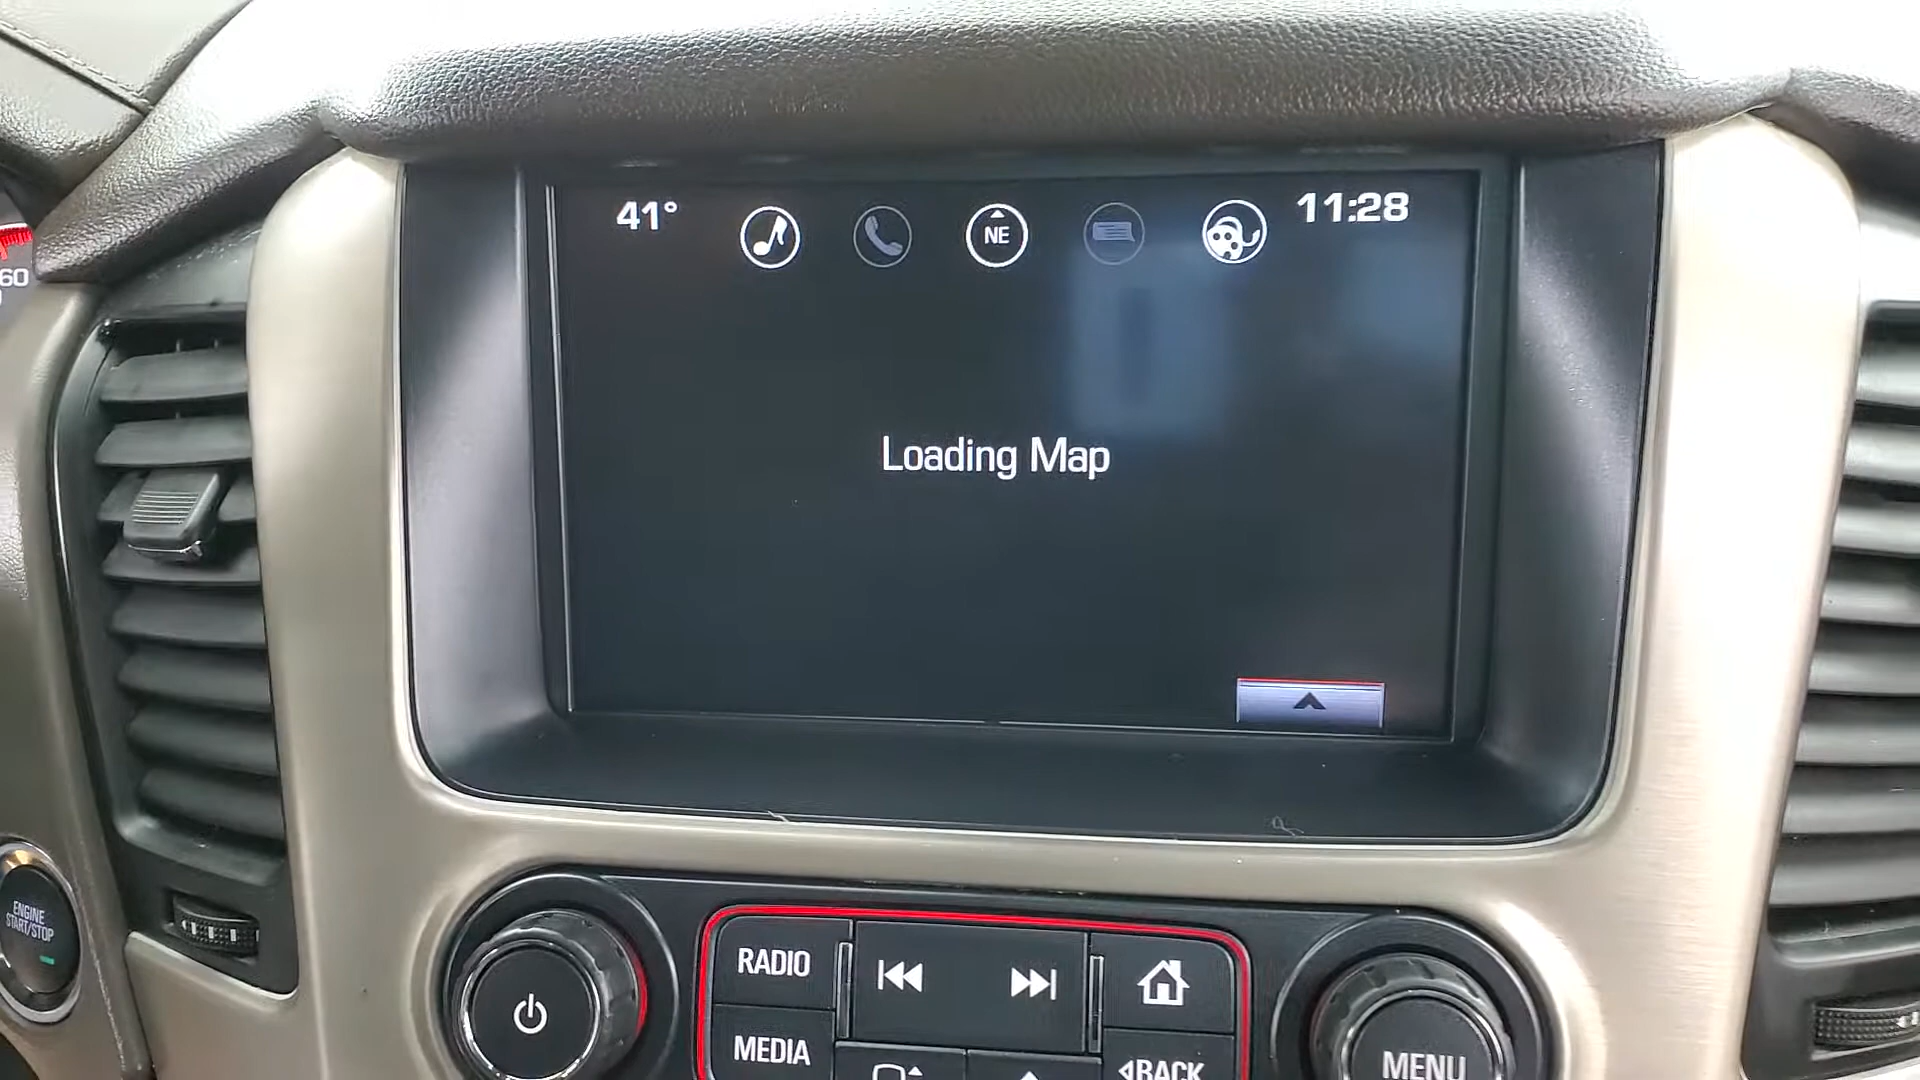 41°
NE
11:28
60
Loading Map
ENGINE
START/STOP
RADIO
MEDIA
BACK
MENU